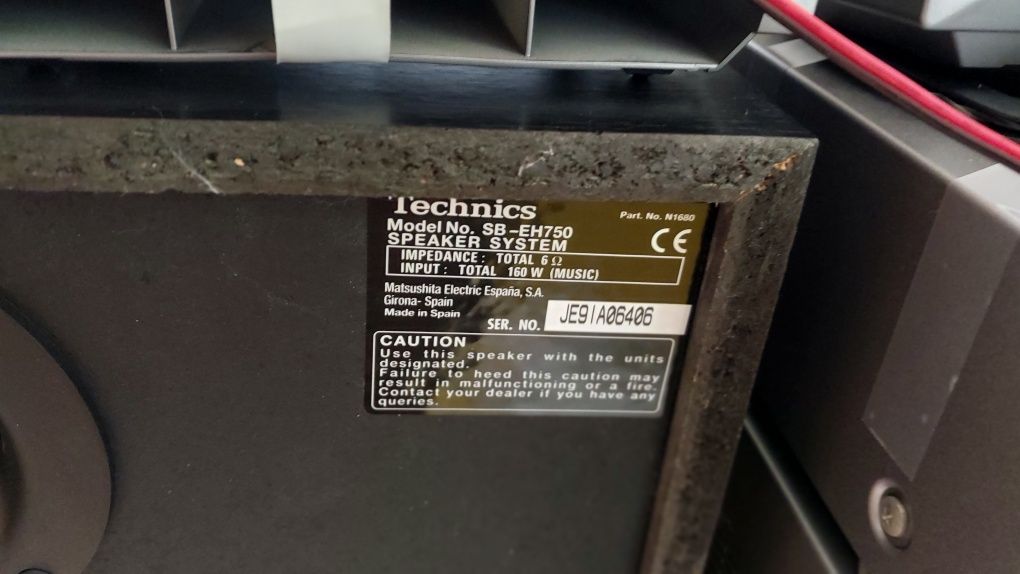 Technics
Part. No. N1680
Model No. SB-EH750
SPEAKER SYSTEM
CE
IMPEDANCE : TOTAL 6 Ω
INPUT : TOTAL 160 W (MUSIC)
Matsushita Electric España, S.A.
Girona- Spain
Made in Spain
SER. NO. JE9IA06406
CAUTION
Use this speaker with the units
designated.
Failure to heed this caution may
result in malfunctioning or a fire.
Contact your dealer if you have any
queries.